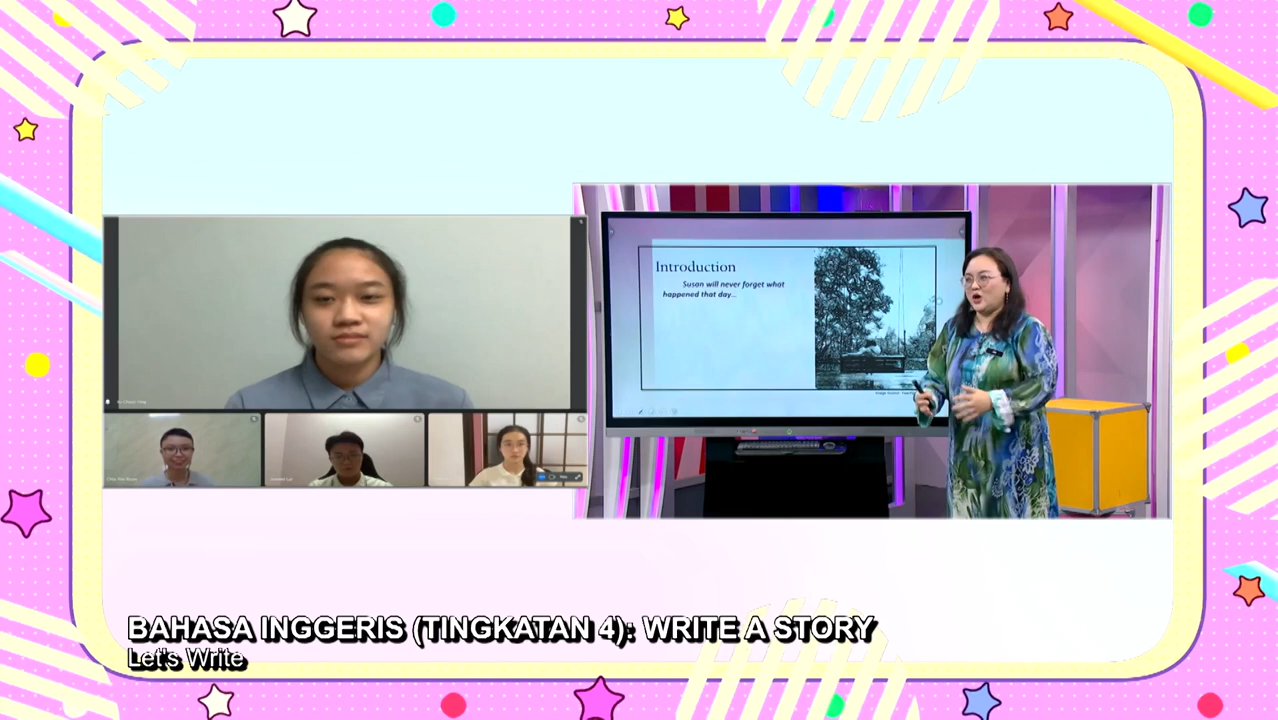 Introduction
Susan will never forget what
happened that day...
BAHASA INGGERIS (TINGKATAN 4): WRITE A STORY
Let's Write